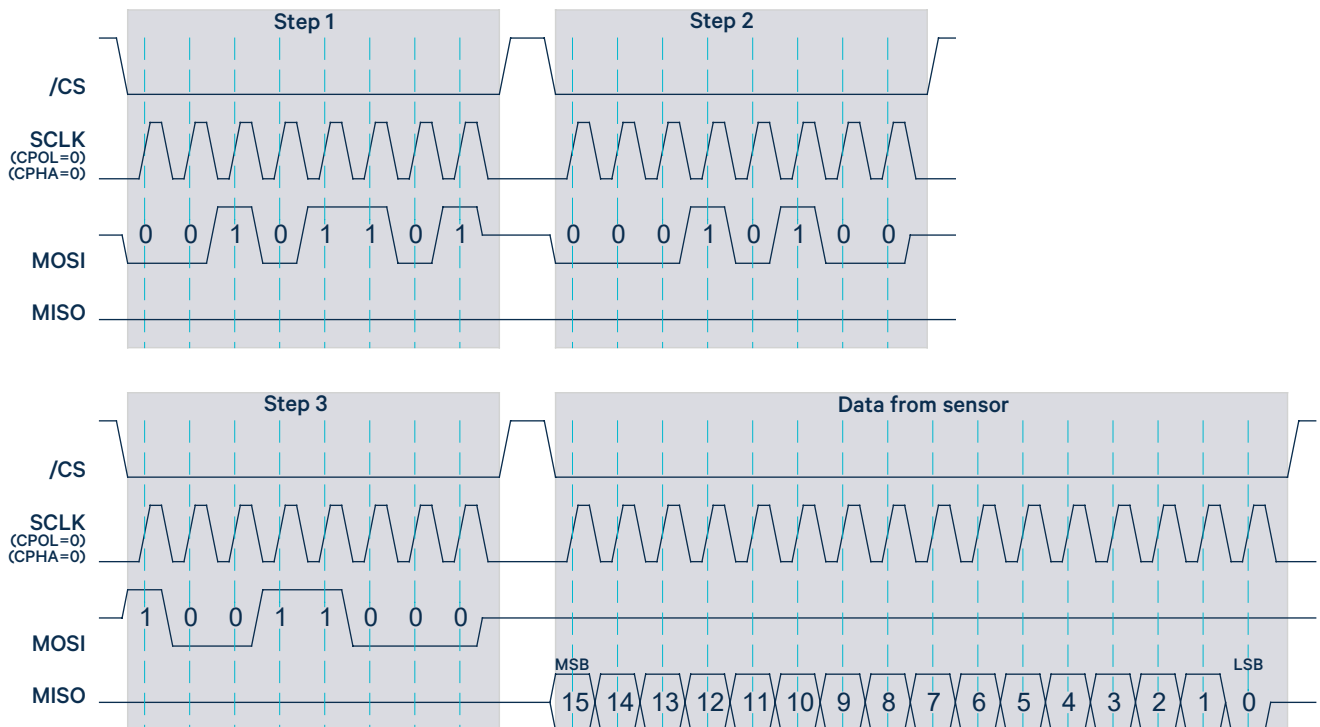 Step 1 Step 2
/CS
SCLK
(CPOL=0)
(CPHA=0)
0 0 1 0 1 1 0 1 0 0 0 1 0 1 0 0
MOSI
MISO
Step 3 Data from sensor
/CS
SCLK
(CPOL=0)
(CPHA=0)
1 0 0 1 1 0 0 0
MOSI
MSB LSB
MISO 15 14 13 12 11 10 9 8 7 6 5 4 3 2 1 0